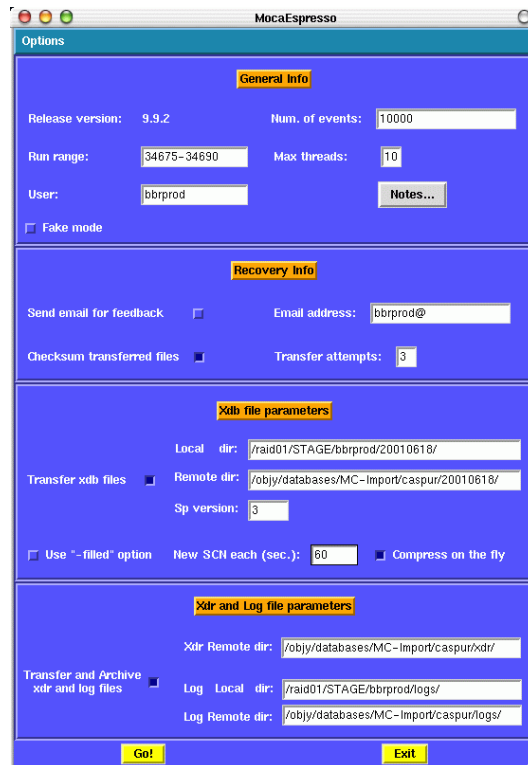 MocaEspresso
Options
General Info
Release version: 9.9.2 Num. of events: 10000
Run range: 34675-34690 Max threads: 10
User: bbrprod Notes...
Fake mode
Recovery Info
Send email for feedback Email address: bbrprod@
Checksum transferred files Transfer attempts: 3
Xdb file parameters
Local dir: /raid01/STAGE/bbrprod/20010618/
Transfer xdb files Remote dir: /objy/databases/MC-Import/caspur/20010618/
Sp version: 3
Use "-filled" option New SCN each (sec.): 60 Compress on the fly
Xdr and Log file parameters
Xdr Remote dir: /objy/databases/MC-Import/caspur/xdr/
Transfer and Archive
xdr and log files
Log Local dir: /raid01/STAGE/bbrprod/logs/
Log Remote dir: /objy/databases/MC-Import/caspur/logs/
Go! Exit